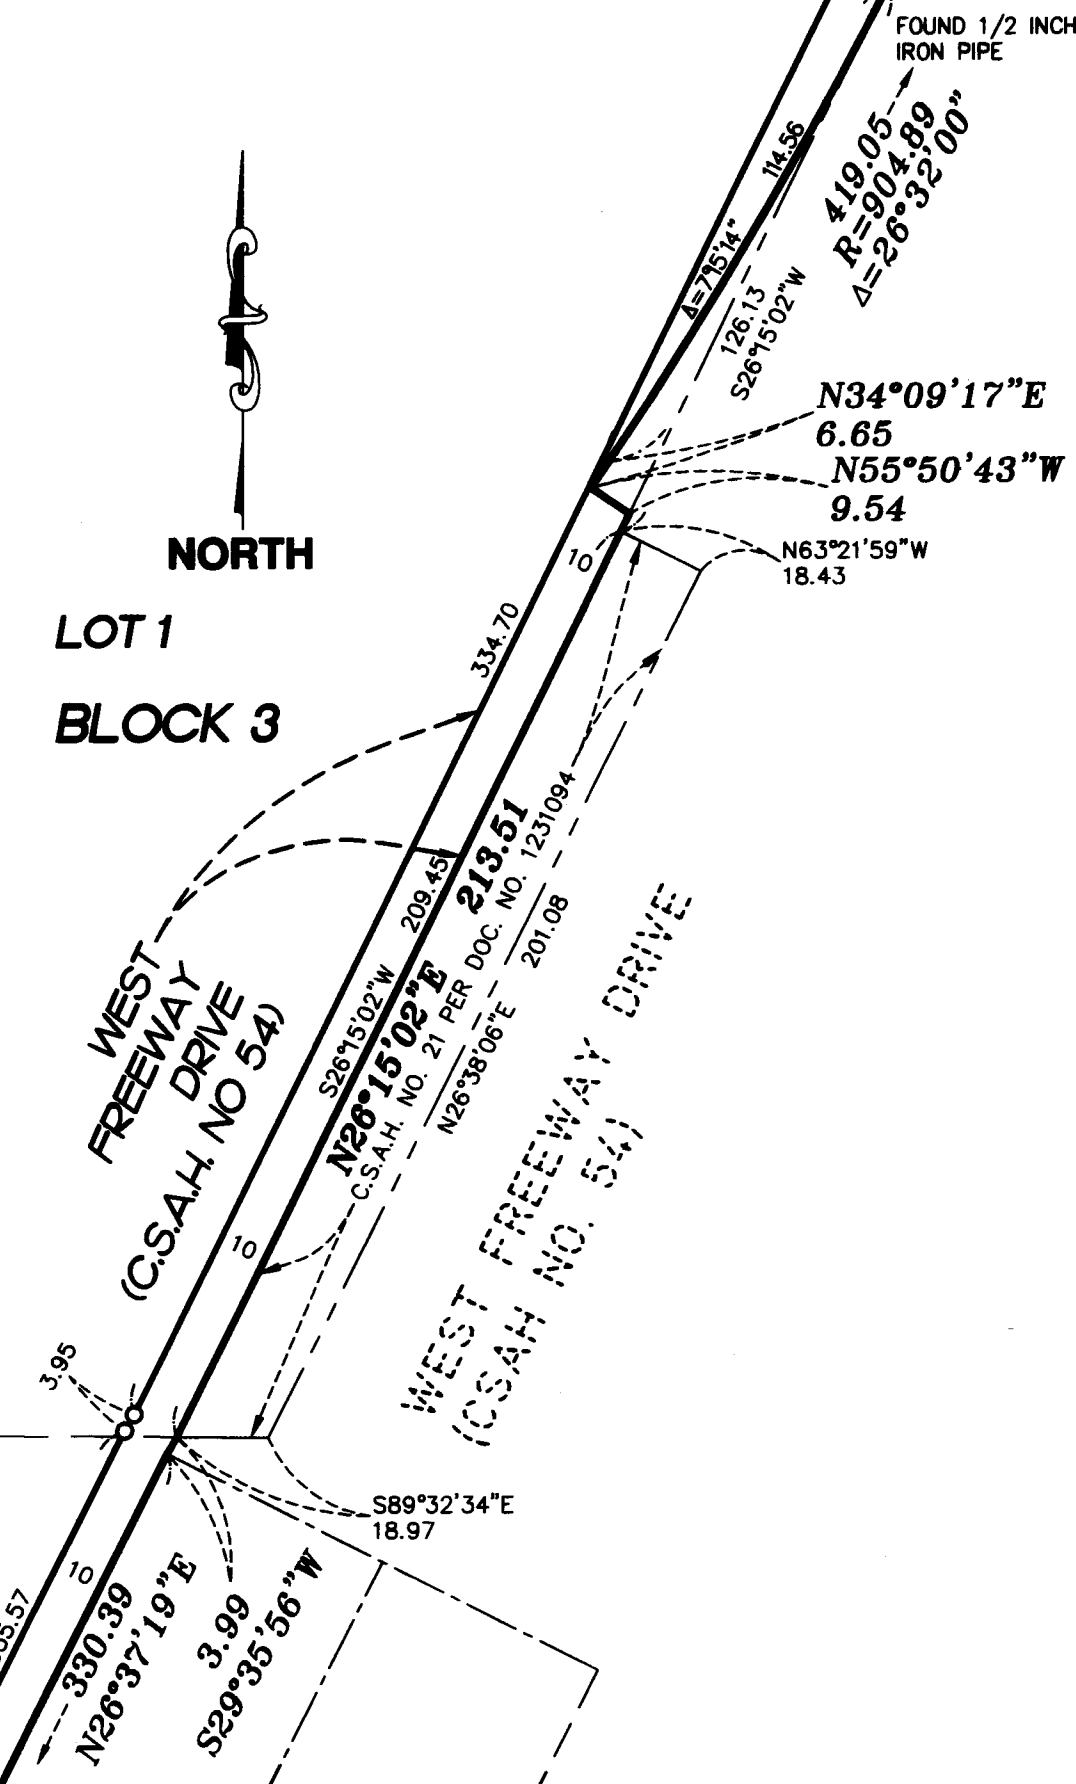 FOUND 1/2 INCH
IRON PIPE
419.05
R=904.89
Δ=26°32'00"
114.56
Δ=7°15'14"
126.13
S26°15'02"W
N34°09'17"E
6.65
N55°50'43"W
9.54
N63°21'59"W
18.43
10
NORTH
LOT 1
BLOCK 3
334.70
209.45
S26°15'02"W
213.51
N26°15'02"E
C.S.A.H. NO. 21 PER DOC. NO. 1231094
201.08
N26°38'06"E
WEST
FREEWAY
DRIVE
(C.S.A.H. NO 54)
WEST FREEWAY DRIVE
(CSAH NO. 54)
10
3.95
S89°32'34"E
18.97
10
330.39
N26°37'19"E
3.99
S29°35'56"W